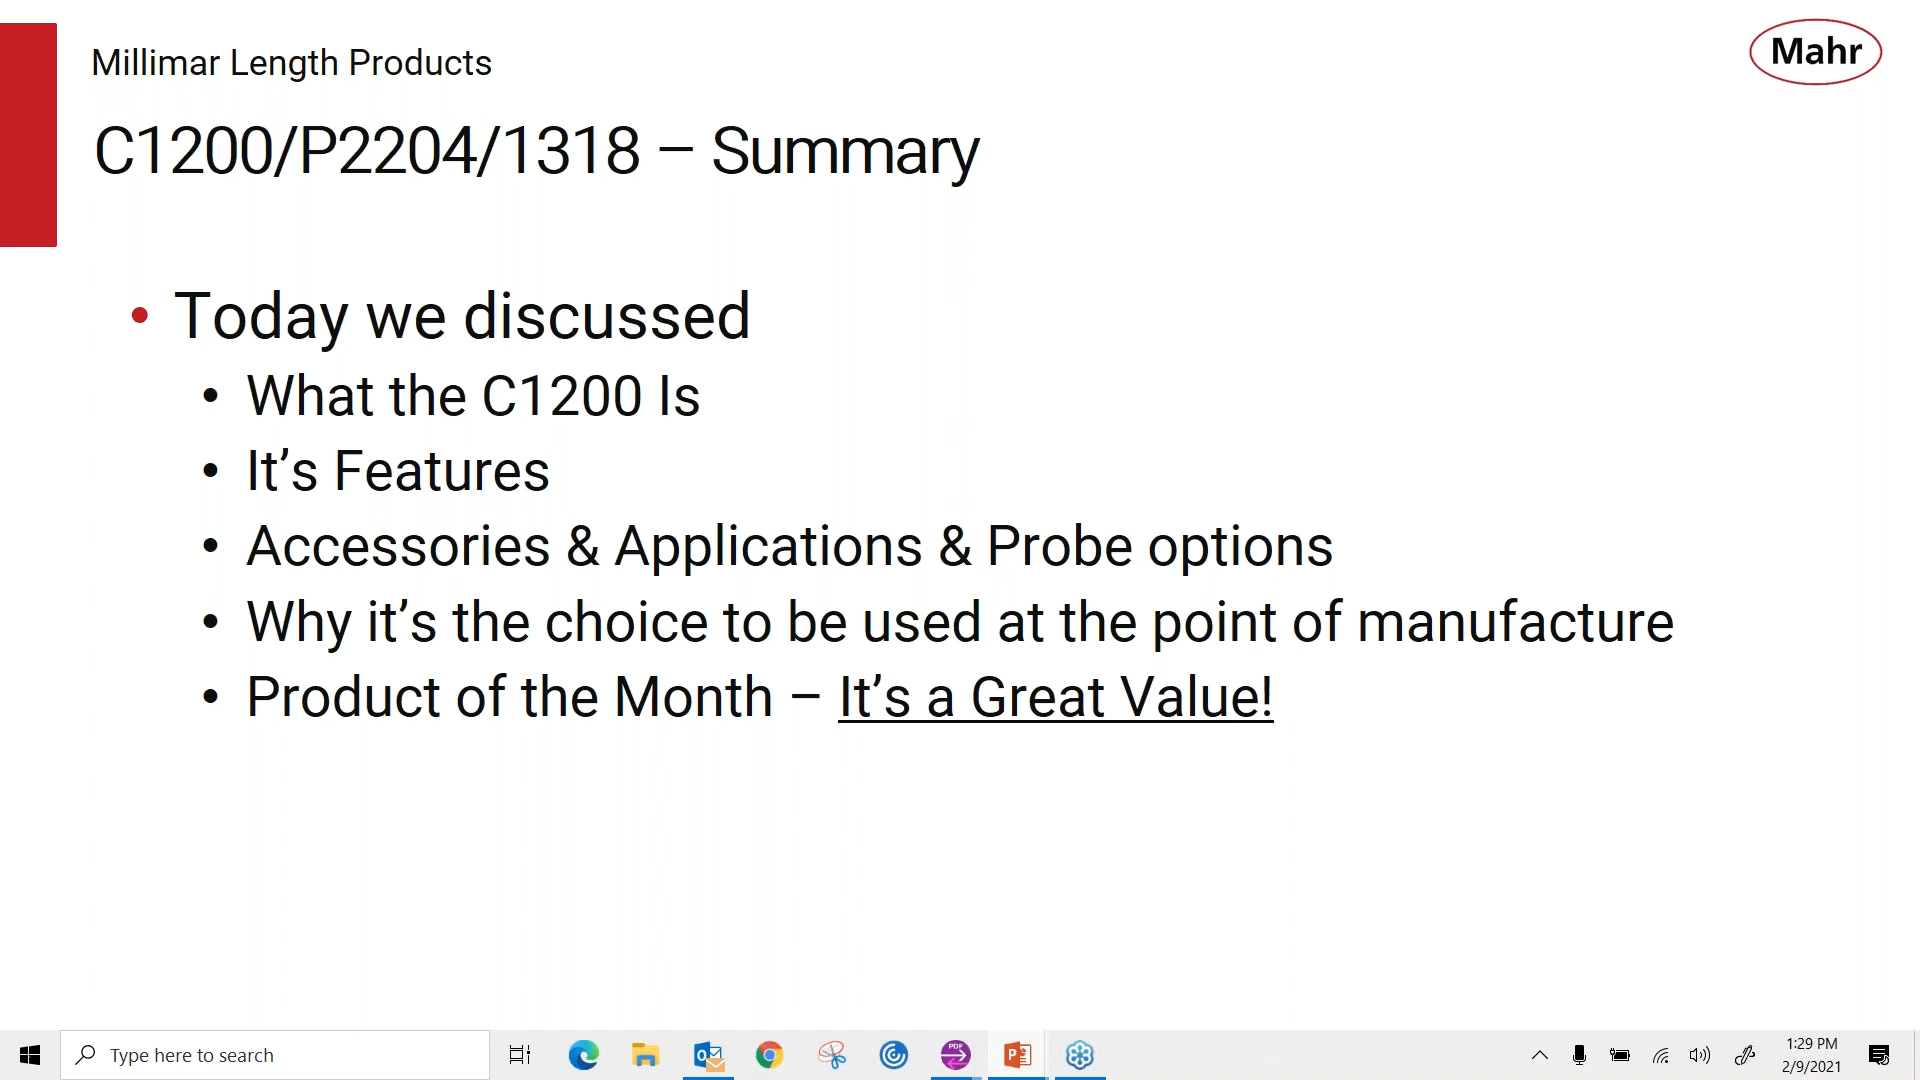 Millimar Length Products
Mahr
C1200/P2204/1318 – Summary
• Today we discussed
• What the C1200 Is
• It’s Features
• Accessories & Applications & Probe options
• Why it’s the choice to be used at the point of manufacture
• Product of the Month – It’s a Great Value!
Type here to search
PDF
1:29 PM
2/9/2021